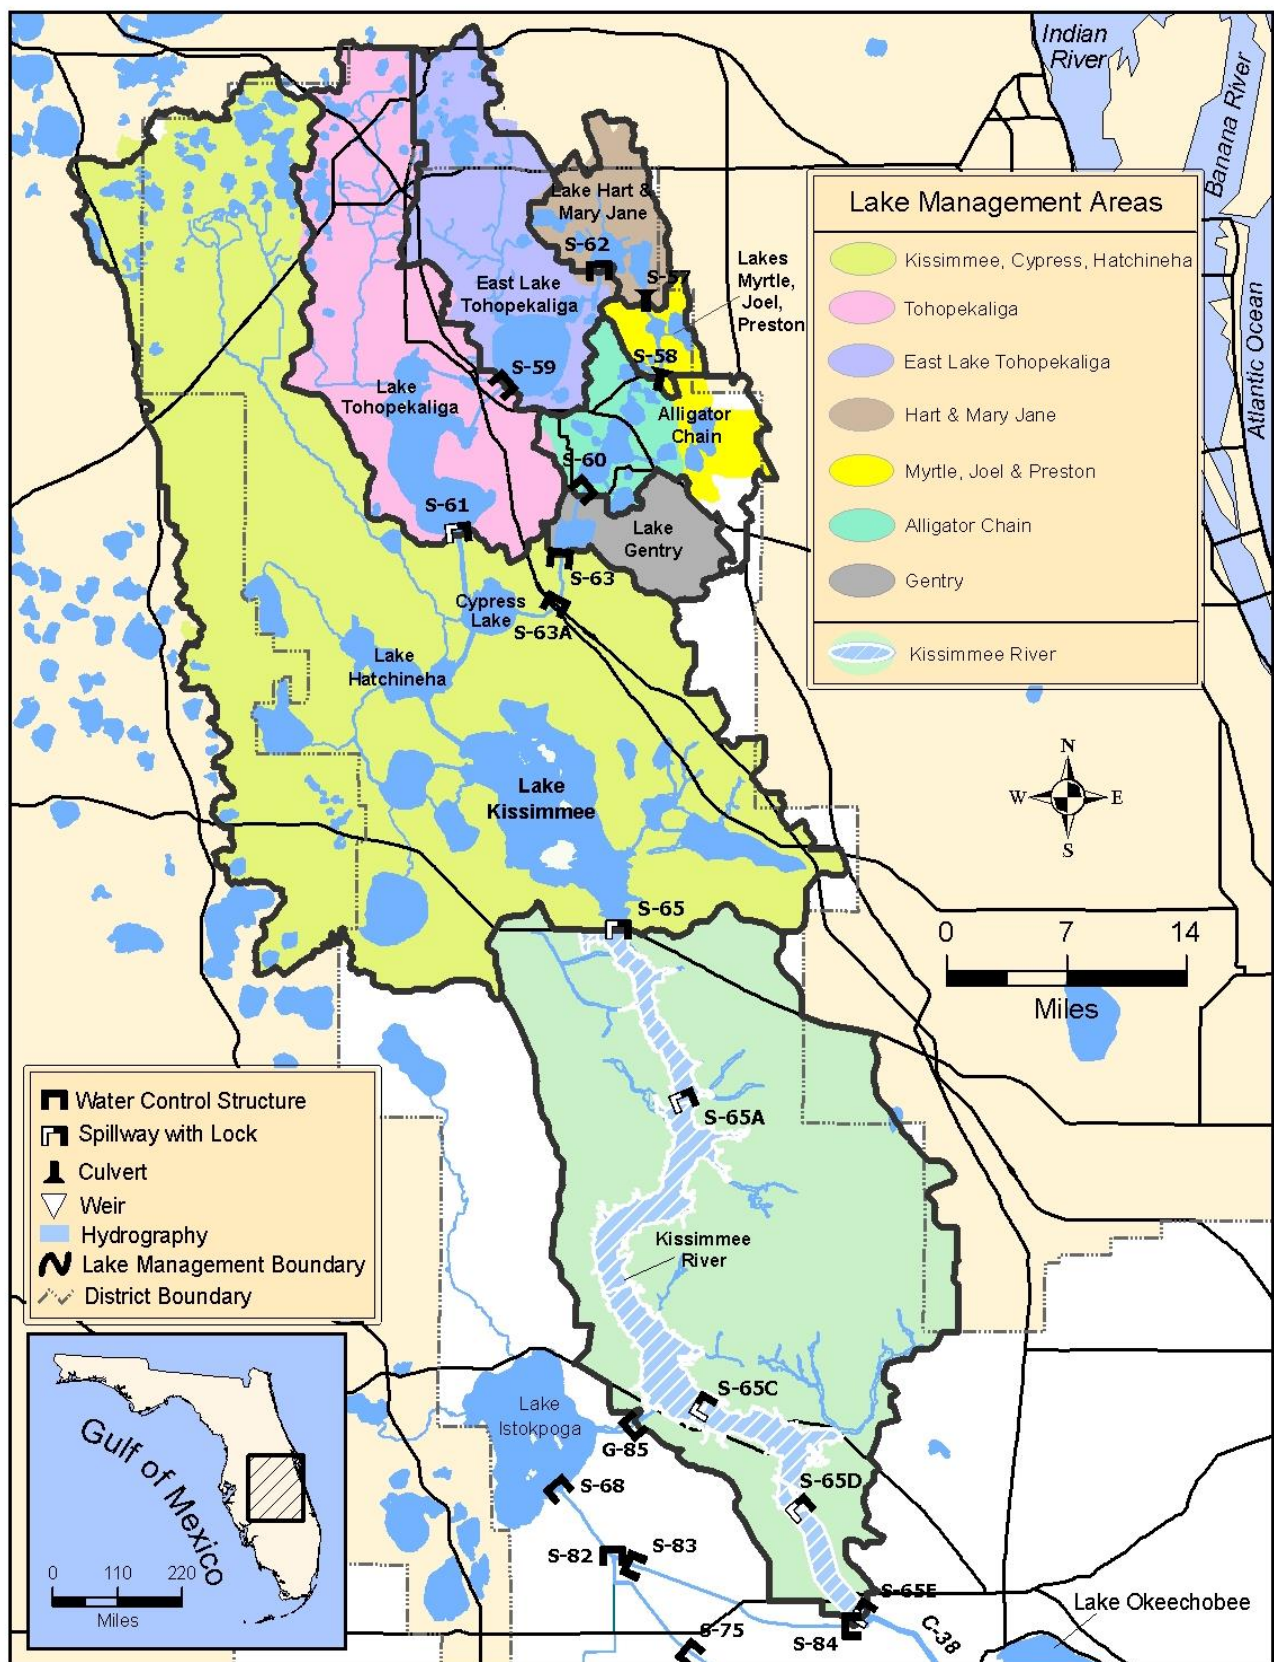 Indian
River
Banana River
Atlantic Ocean
Lake Management Areas
Kissimmee, Cypress, Hatchineha
Tohopekaliga
East Lake Tohopekaliga
Hart & Mary Jane
Myrtle, Joel & Preston
Alligator Chain
Gentry
Kissimmee River
Lake Hart &
Mary Jane
S-62
S-57
Lakes
Myrtle,
Joel,
Preston
East Lake
Tohopekaliga
S-58
S-59
Lake
Tohopekaliga
Alligator
Chain
S-60
S-61
Lake
Gentry
S-63
Cypress
Lake
S-63A
Lake
Hatchineha
Lake
Kissimmee
N
W
E
S
S-65
0
7
14
Miles
S-65A
Water Control Structure
Spillway with Lock
Culvert
Weir
Hydrography
Lake Management Boundary
District Boundary
Kissimmee
River
S-65C
Lake
Istokpoga
G-85
S-68
S-65D
S-82
S-83
S-65E
S-84
S-75
C-38
Lake Okeechobee
Gulf of Mexico
0
110
220
Miles